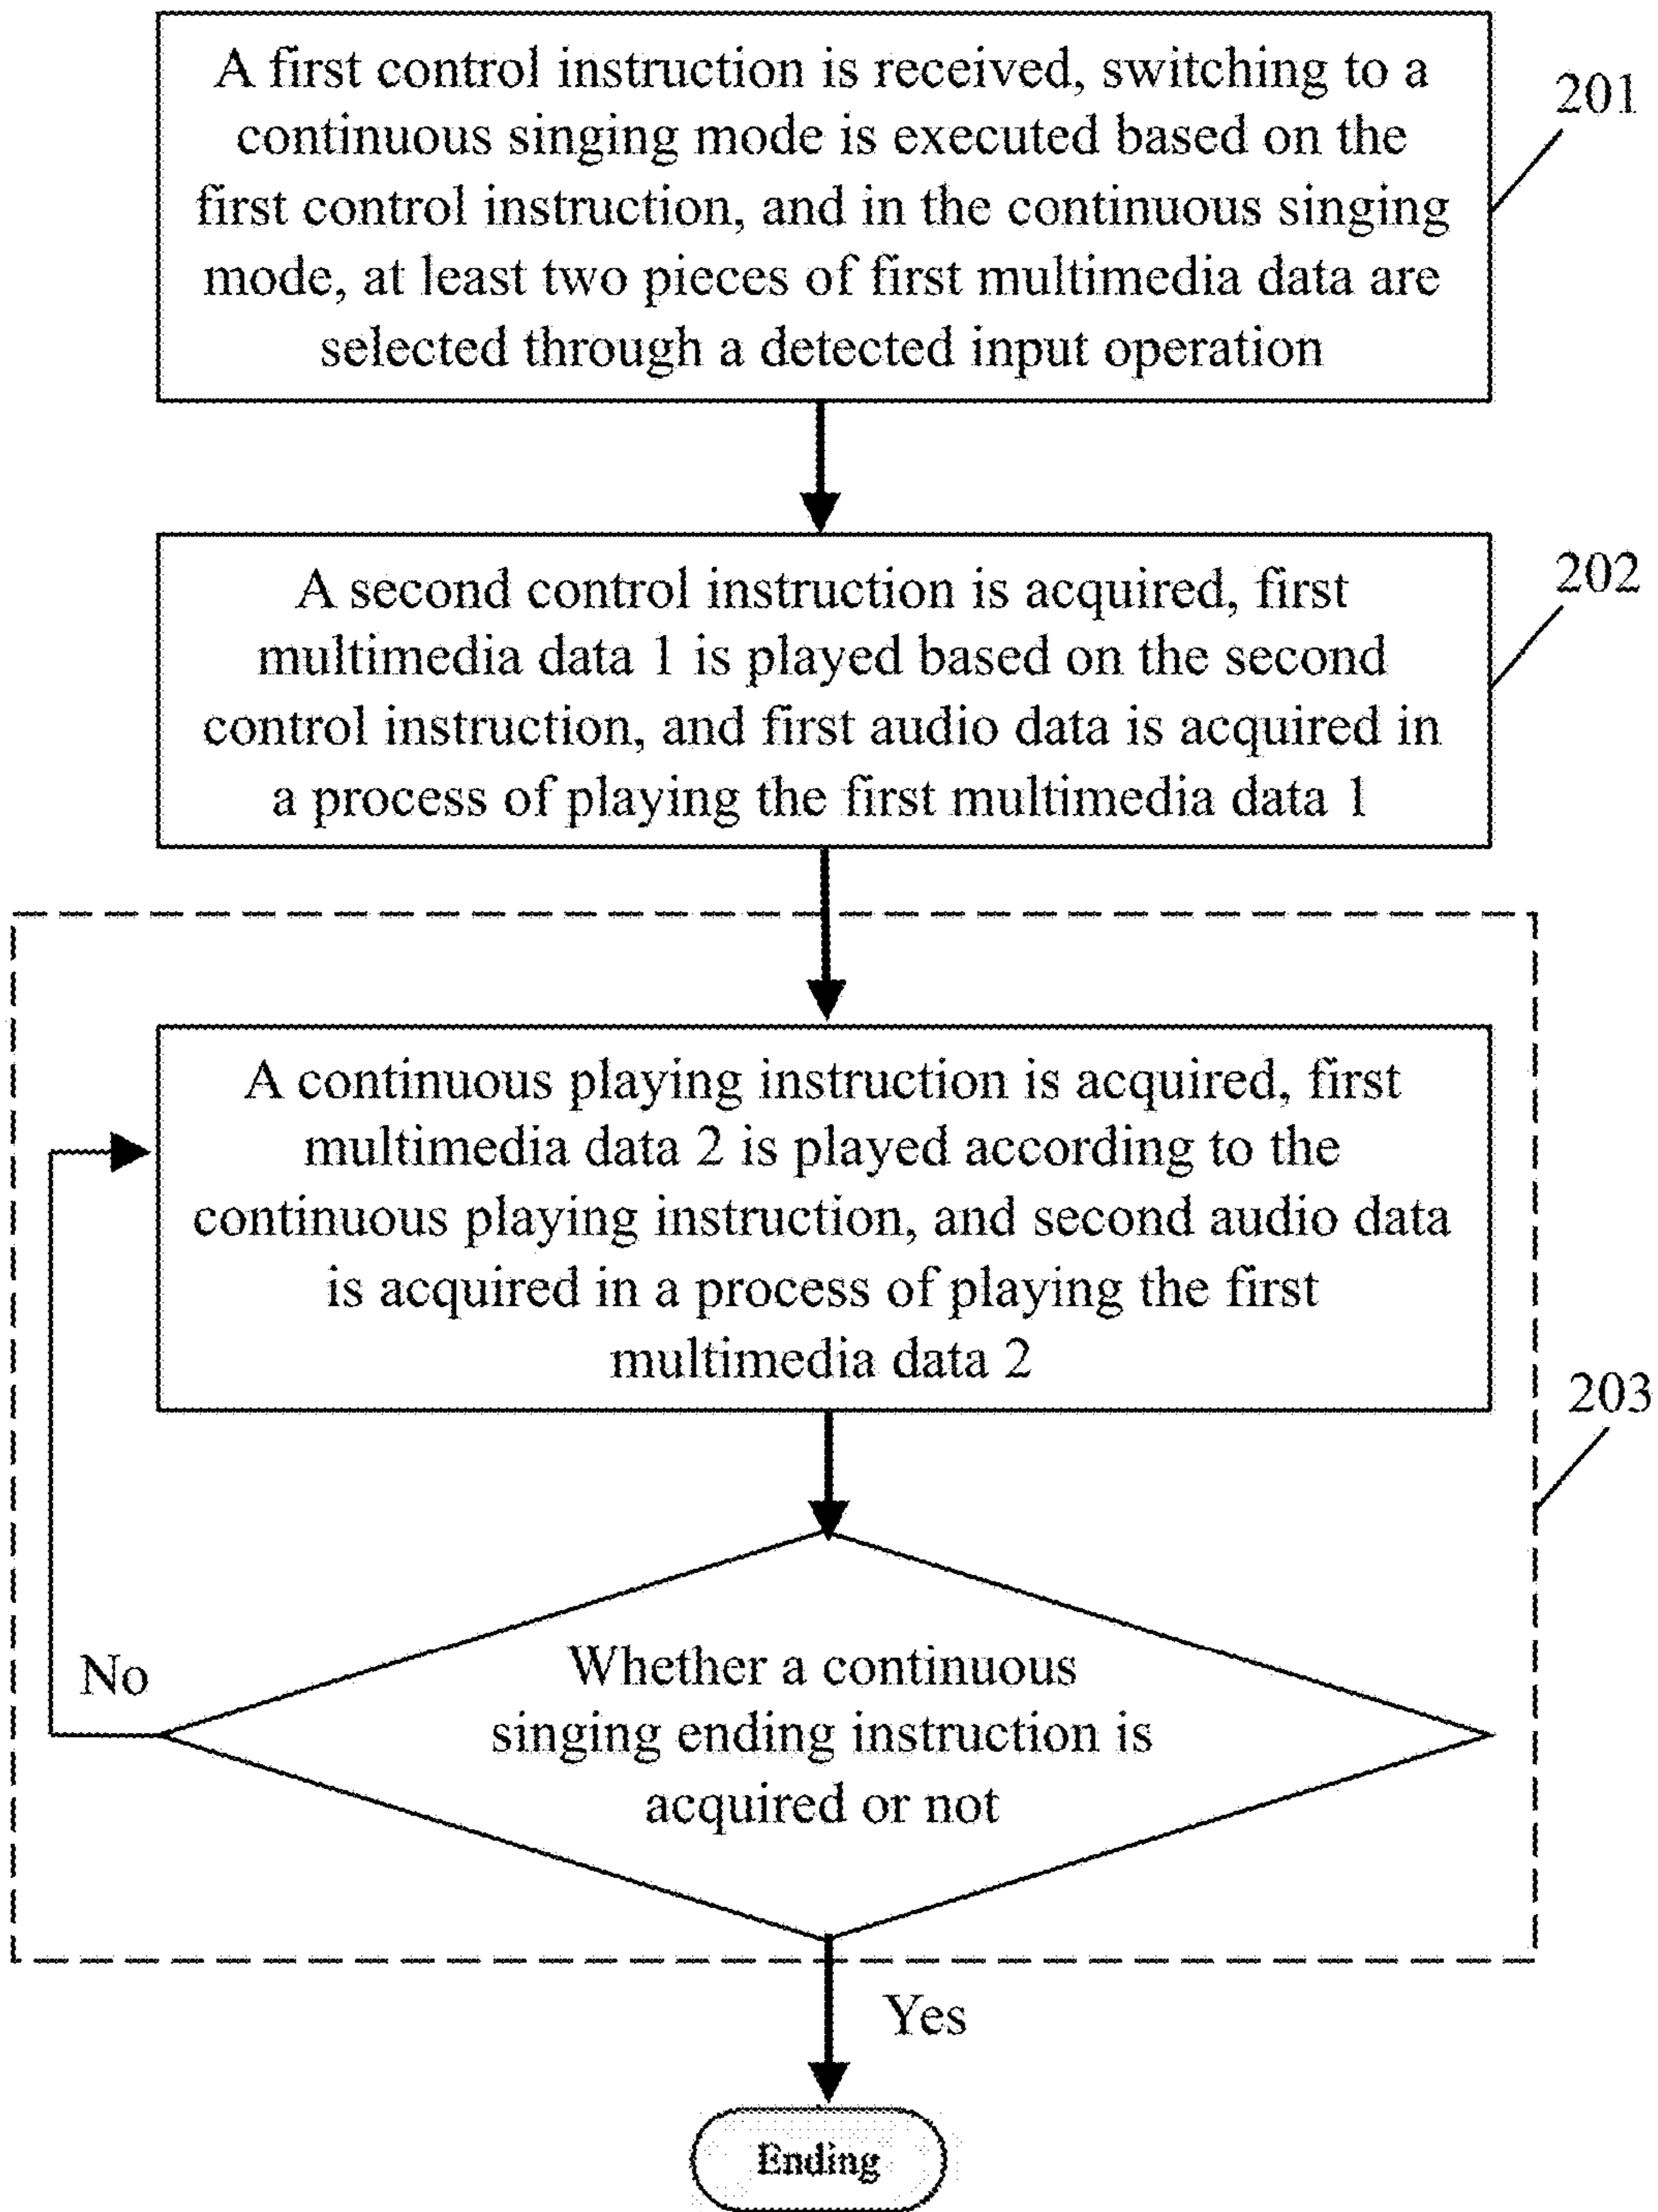 A first control instruction is received, switching to a
continuous singing mode is executed based on the
first control instruction, and in the continuous singing
mode, at least two pieces of first multimedia data are
selected through a detected input operation
201
A second control instruction is acquired, first
multimedia data 1 is played based on the second
control instruction, and first audio data is acquired in
a process of playing the first multimedia data 1
202
A continuous playing instruction is acquired, first
multimedia data 2 is played according to the
continuous playing instruction, and second audio data
is acquired in a process of playing the first
multimedia data 2
203
No
Whether a continuous
singing ending instruction is
acquired or not
Yes
Ending